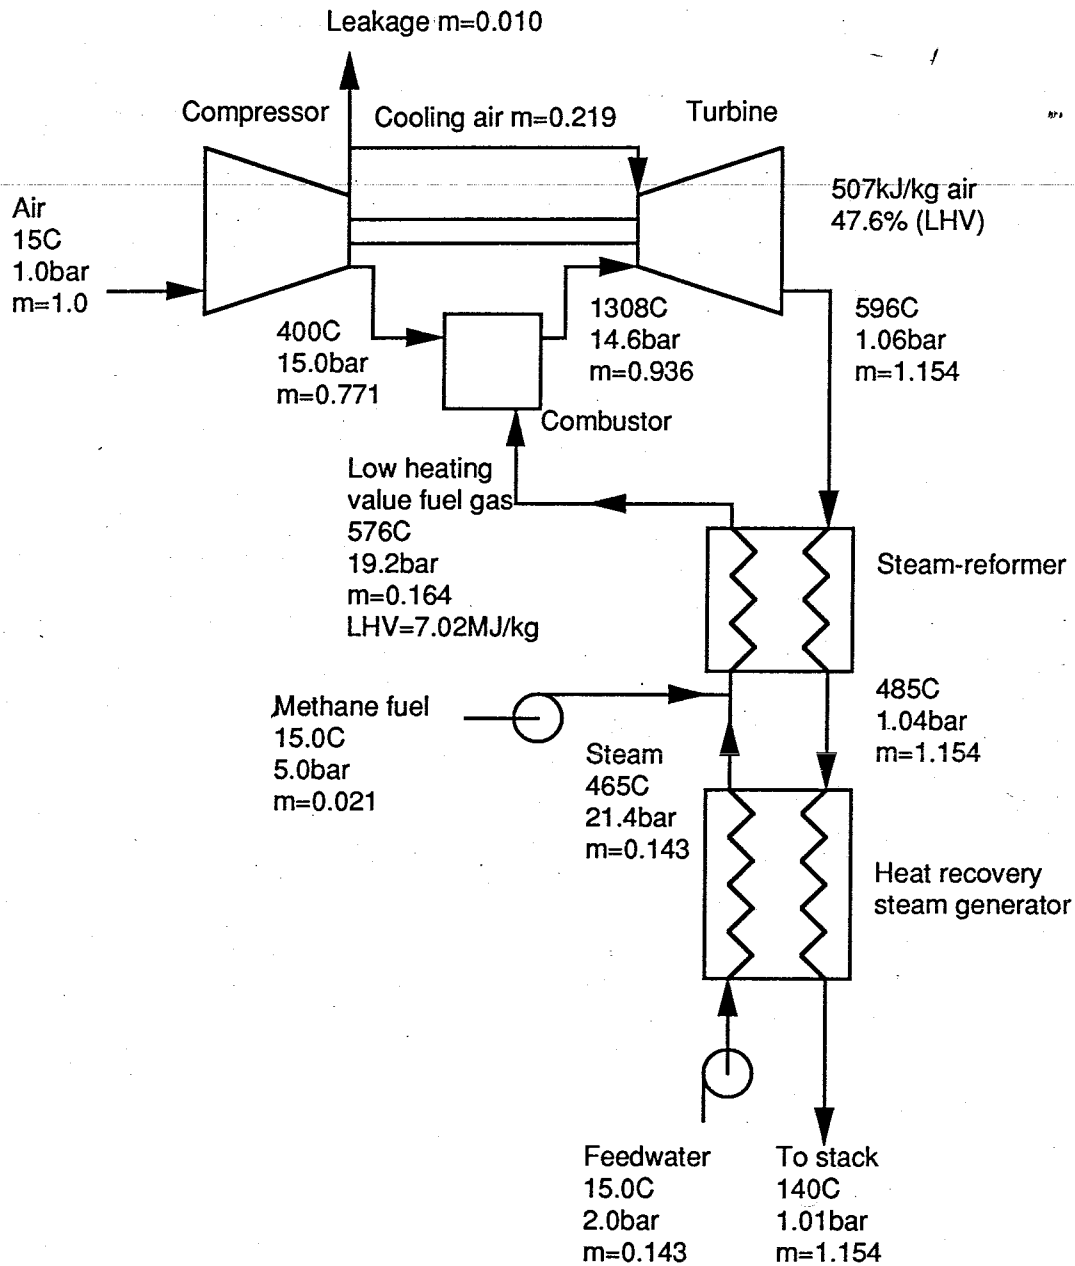 Leakage m=0.010
Compressor
Cooling air m=0.219
Turbine
507kJ/kg air
47.6% (LHV)
Air
15C
1.0bar
m=1.0
400C
15.0bar
m=0.771
1308C
14.6bar
m=0.936
596C
1.06bar
m=1.154
Combustor
Low heating
value fuel gas
576C
19.2bar
m=0.164
LHV=7.02MJ/kg
Steam-reformer
Methane fuel
15.0C
5.0bar
m=0.021
485C
1.04bar
m=1.154
Steam
465C
21.4bar
m=0.143
Heat recovery
steam generator
Feedwater
15.0C
2.0bar
m=0.143
To stack
140C
1.01bar
m=1.154